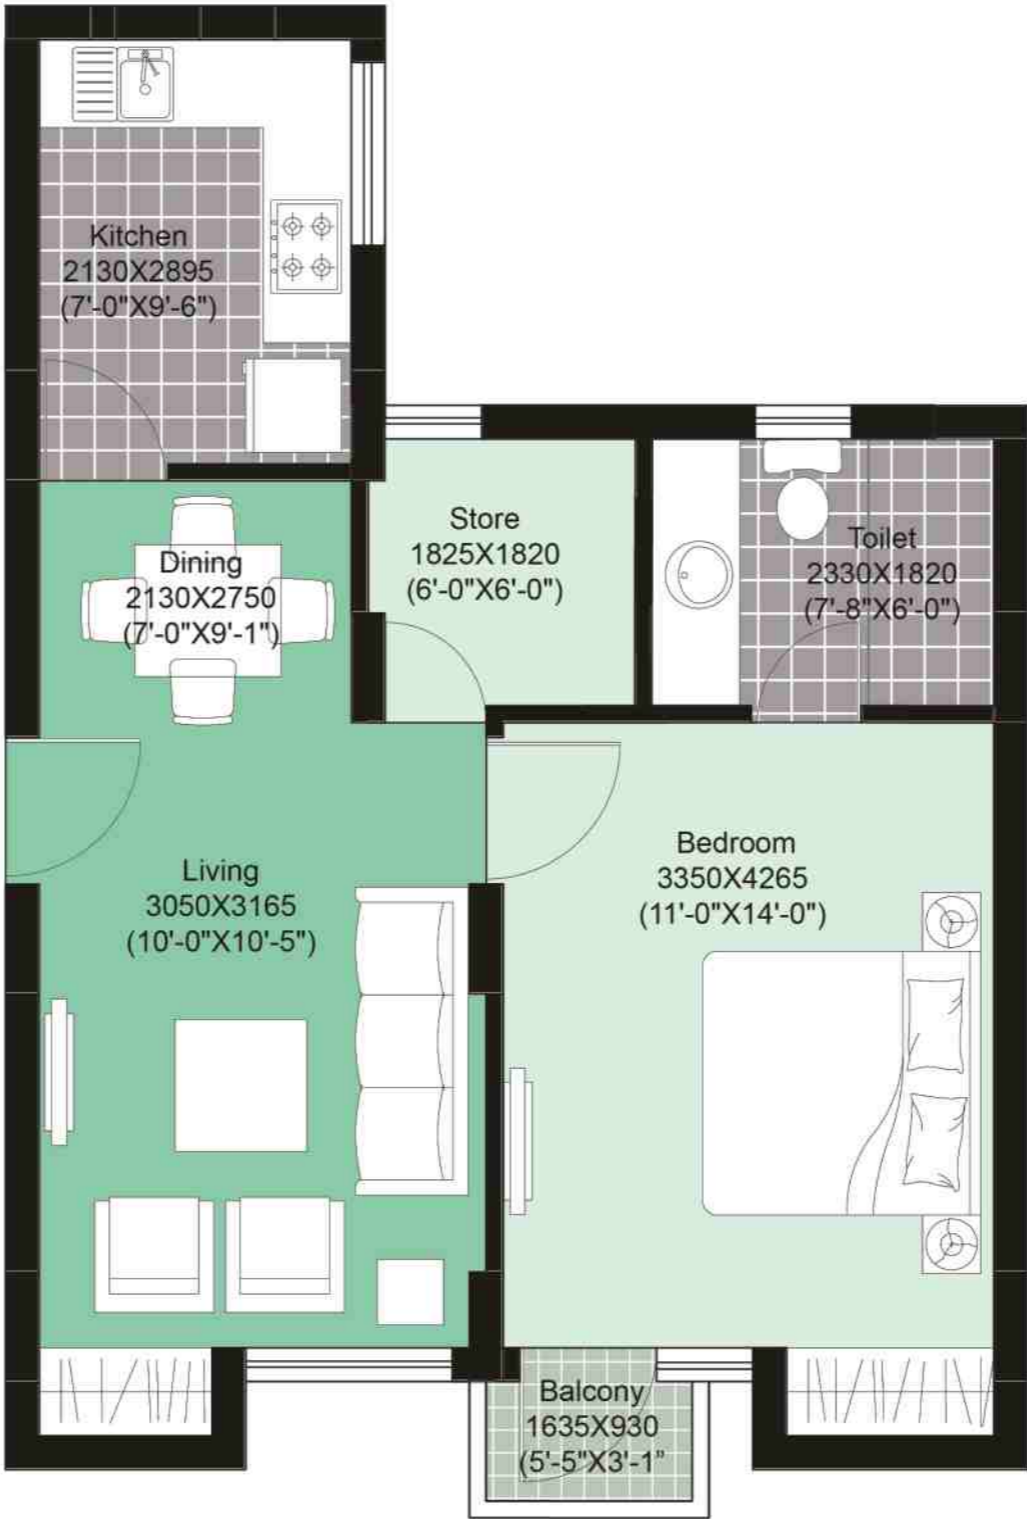 Kitchen
2130X2895
(7'-0"X9'-6")
Store
1825X1820
(6'-0"X6'-0")
Toilet
2330X1820
(7'-8"X6'-0")
Dining
2130X2750
(7'-0"X9'-1")
Living
3050X3165
(10'-0"X10'-5")
Bedroom
3350X4265
(11'-0"X14'-0")
Balcony
1635X930
(5'-5"X3'-1"